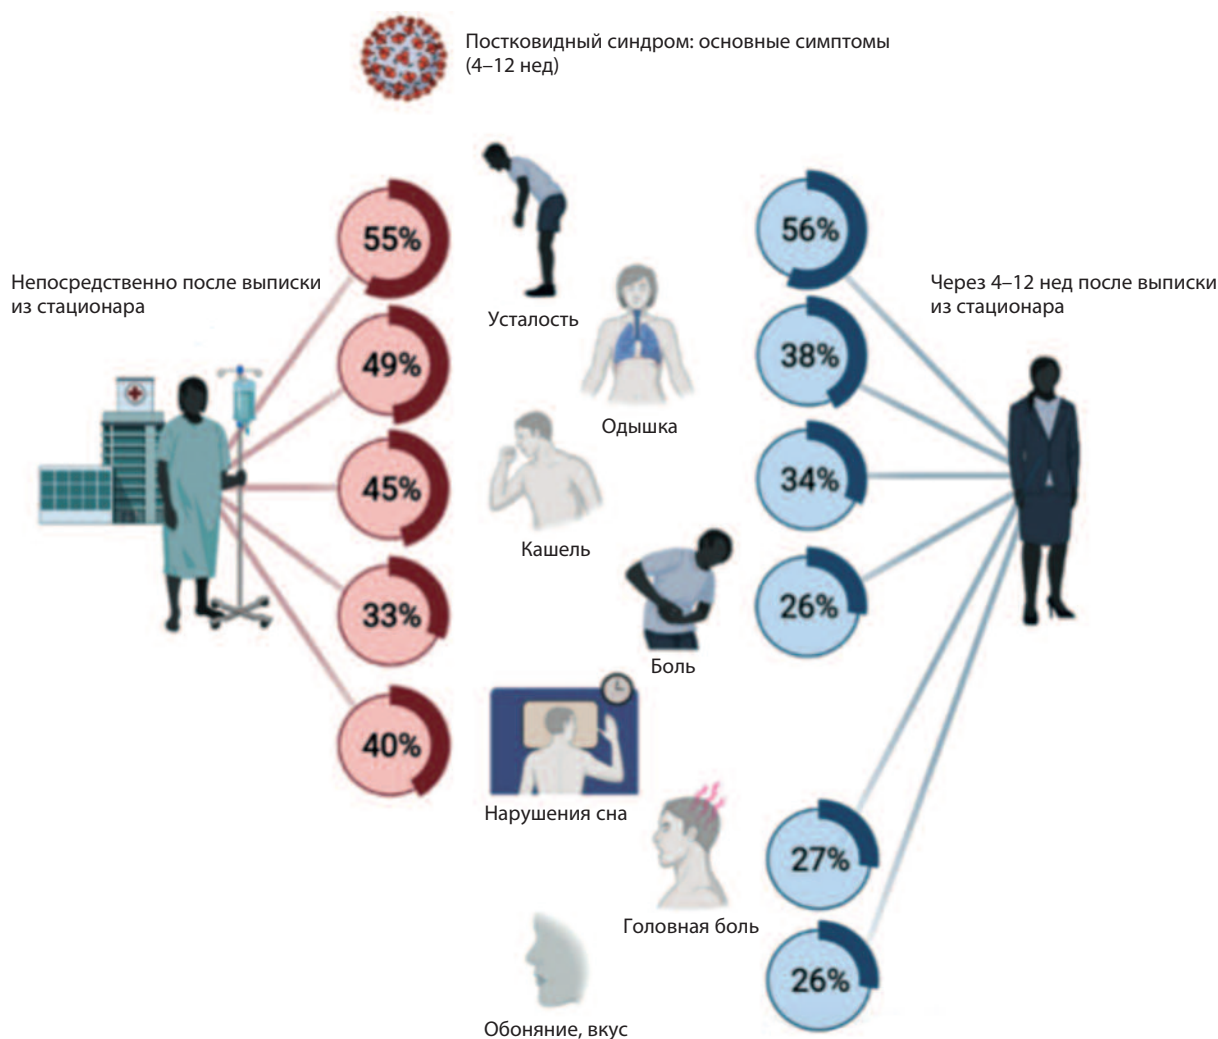 Постковидный синдром: основные симптомы
(4–12 нед)
55%
56%
Непосредственно после выписки
из стационара
Через 4–12 нед после выписки
из стационара
Усталость
49%
38%
Одышка
45%
34%
Кашель
33%
26%
Боль
40%
Нарушения сна
27%
Головная боль
26%
Обоняние, вкус